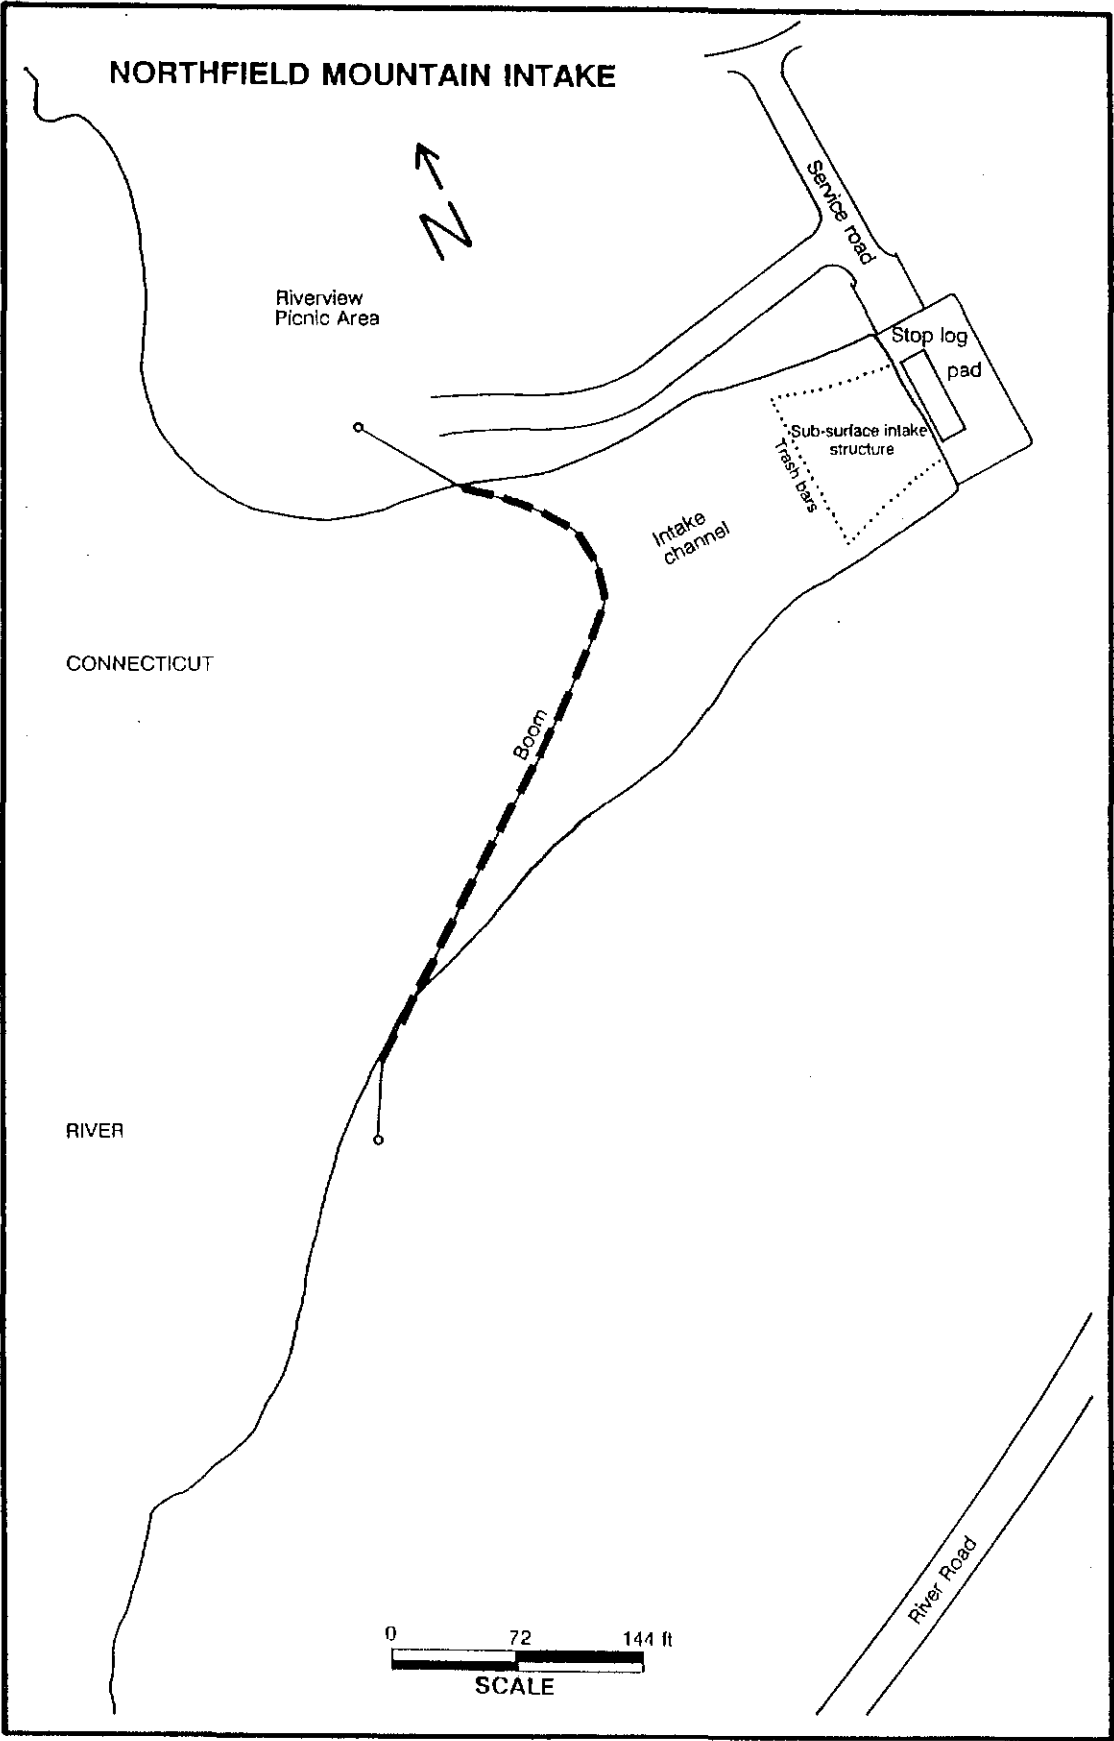 NORTHFIELD MOUNTAIN INTAKE
N
Service road
Riverview
Picnic Area
Stop log
pad
Sub-surface intake
structure
Trash bars
Intake
channel
CONNECTICUT
Boom
RIVER
River Road
0 72 144 ft
SCALE